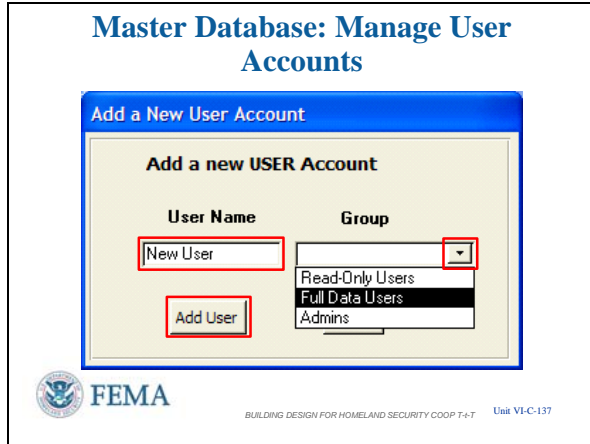 Master Database: Manage User
Accounts
Add a New User Account
Add a new USER Account
User Name
Group
New User
Read-Only Users
Full Data Users
Admins
Add User
FEMA
BUILDING DESIGN FOR HOMELAND SECURITY COOP T-t-T
Unit VI-C-137